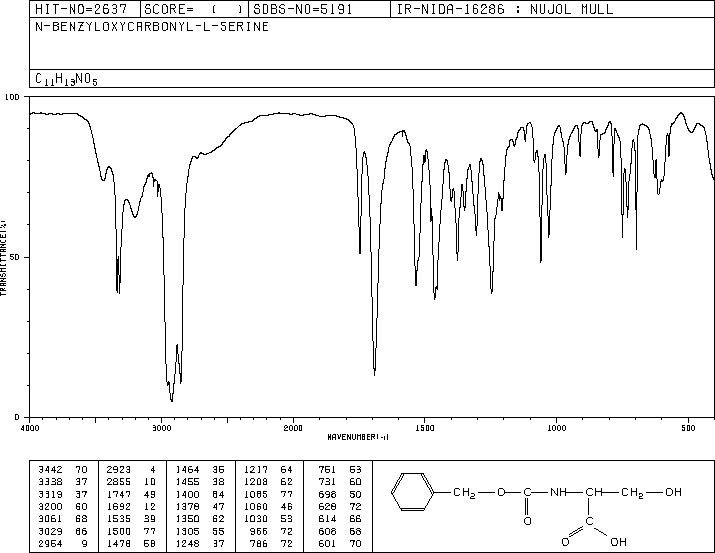 HIT-NO=2637 SCORE= ( ) SDBS-NO=5191 IR-NIDA-16286 : NUJOL MULL
N-BENZYLOXYCARBONYL-L-SERINE
C11H13NO5
100
50
0
TRANSMITTANCE(%)
4000 3000 2000 1500 1000 500
WAVENUMBER(-1)
3442 70 2923 4 1464 36 1217 64 751 53
3338 37 2855 10 1455 38 1208 62 731 60
3319 37 1747 49 1400 64 1085 77 698 50
3200 60 1692 12 1378 47 1060 46 628 72
3061 68 1535 39 1350 62 1030 53 614 66
3029 66 1500 77 1305 55 966 72 608 68
2954 9 1478 58 1248 37 786 72 601 70
CH2 O C NH CH CH2 OH
O C
O OH